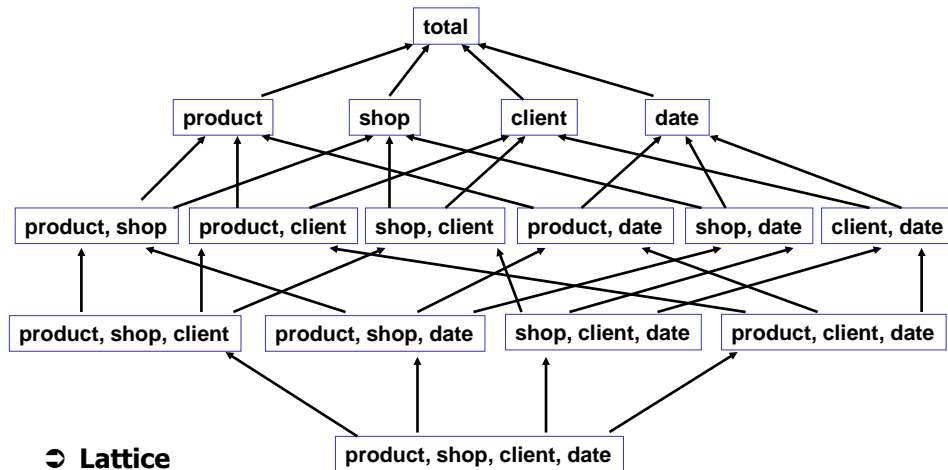 total
product
shop
client
date
product, shop
product, client
shop, client
product, date
shop, date
client, date
product, shop, client
product, shop, date
shop, client, date
product, client, date
product, shop, client, date
➲ Lattice